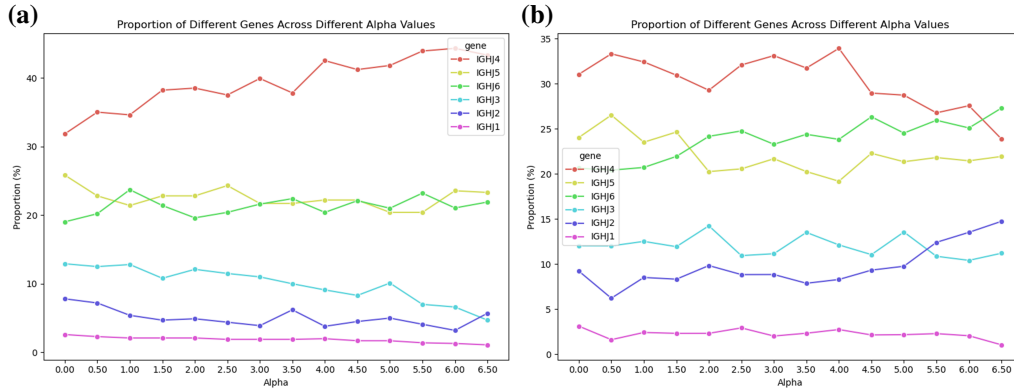 (a)
Proportion of Different Genes Across Different Alpha Values
Proportion (%)
40
30
20
10
0
gene
IGHJ4
IGHJ5
IGHJ6
IGHJ3
IGHJ2
IGHJ1
0.00 0.50 1.00 1.50 2.00 2.50 3.00 3.50 4.00 4.50 5.00 5.50 6.00 6.50
Alpha
(b)
Proportion of Different Genes Across Different Alpha Values
Proportion (%)
35
30
25
20
15
10
5
0
gene
IGHJ4
IGHJ5
IGHJ6
IGHJ3
IGHJ2
IGHJ1
0.00 0.50 1.00 1.50 2.00 2.50 3.00 3.50 4.00 4.50 5.00 5.50 6.00 6.50
Alpha